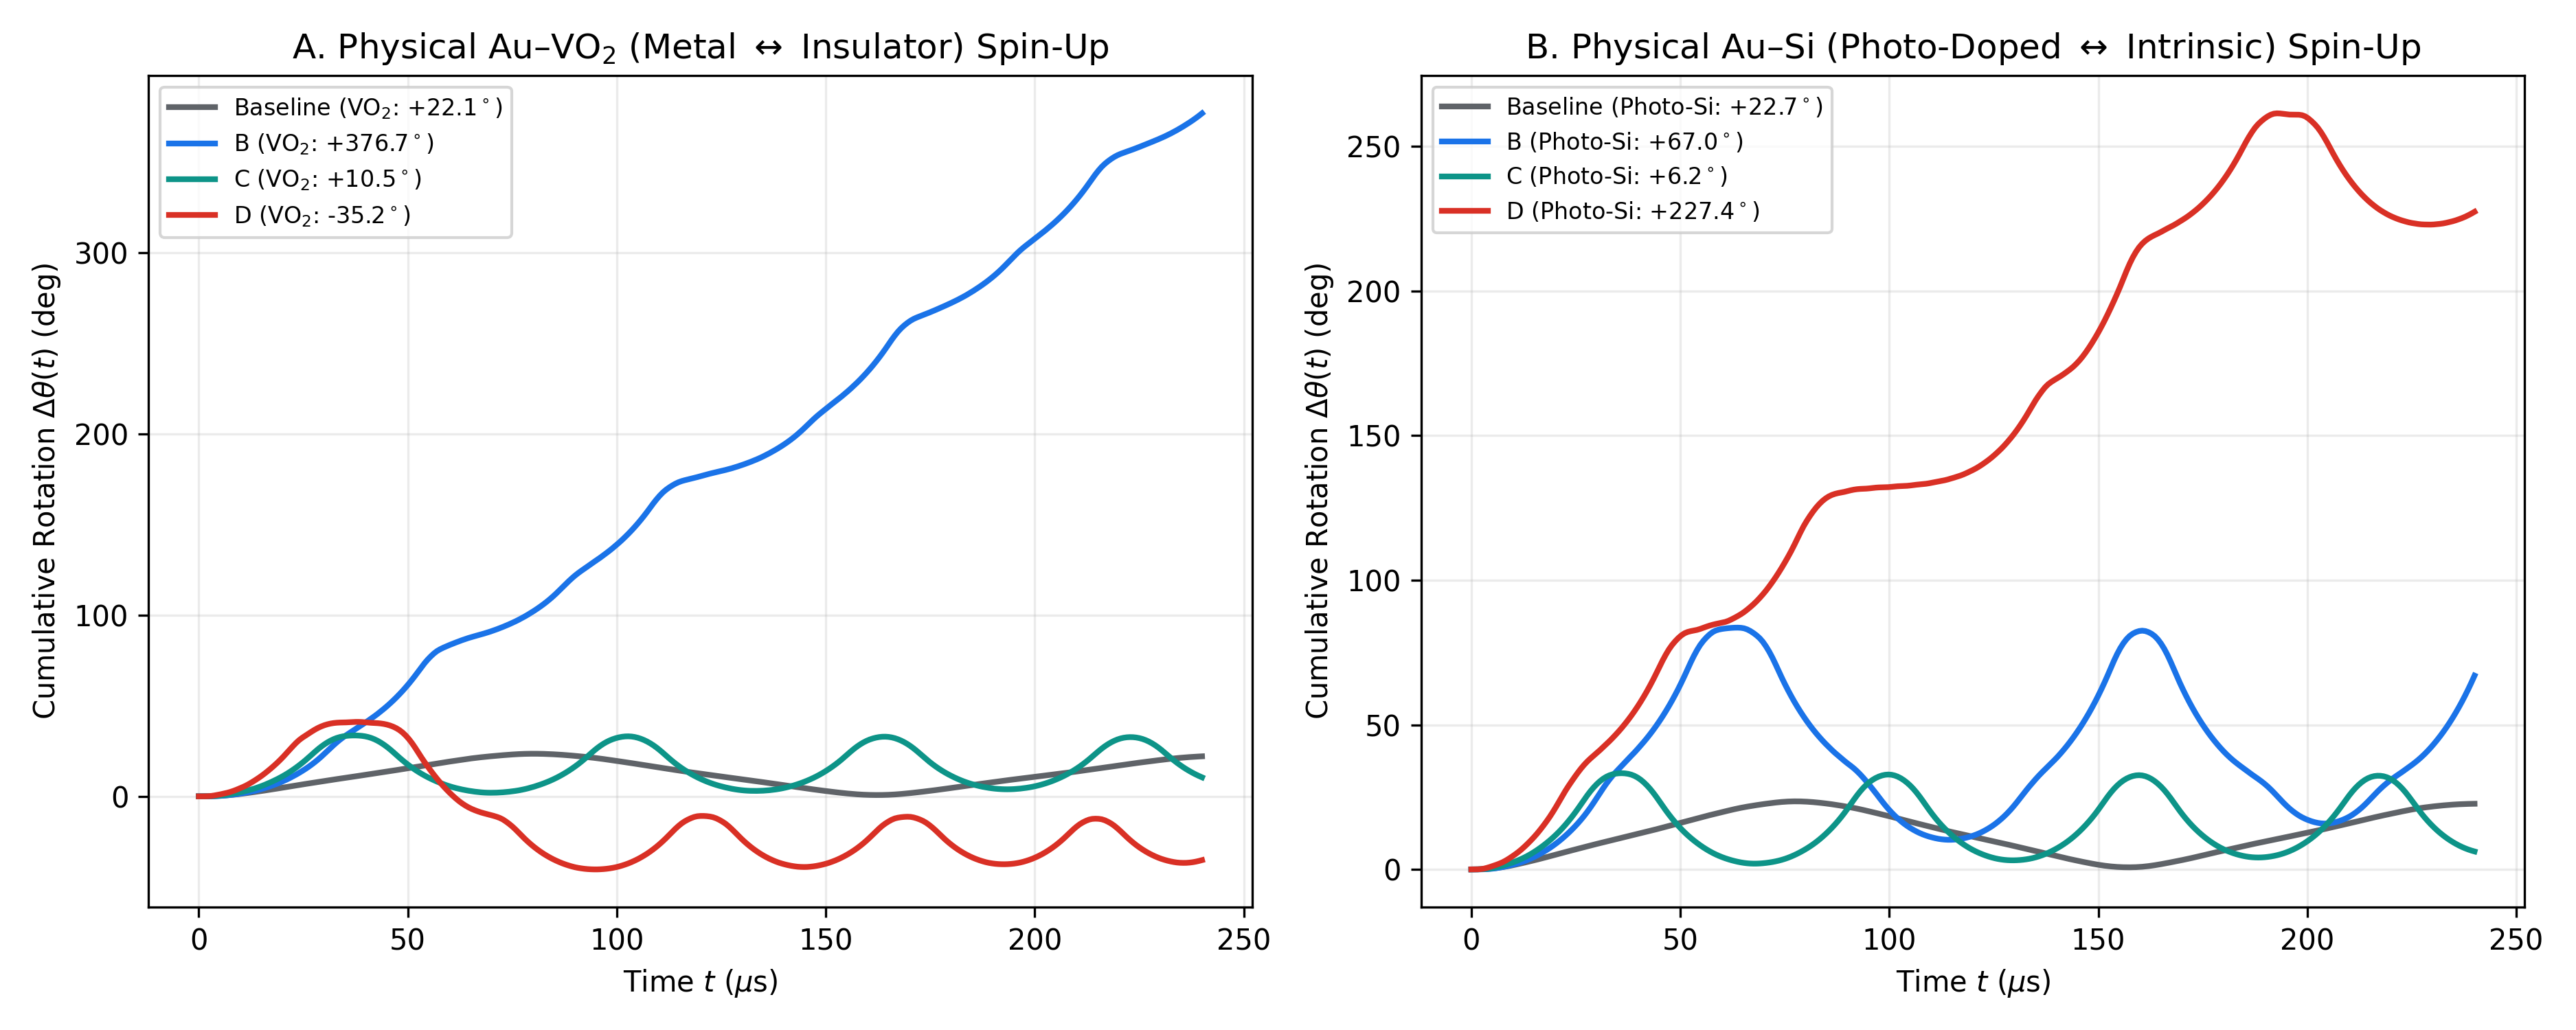 A. Physical Au–VO₂ (Metal ↔ Insulator) Spin-Up
Baseline (VO₂: +22.1°)
B (VO₂: +376.7°)
C (VO₂: +10.5°)
D (VO₂: -35.2°)
Cumulative Rotation Δθ(t) (deg)
300
200
100
0
0 50 100 150 200 250
Time t (μs)
B. Physical Au–Si (Photo-Doped ↔ Intrinsic) Spin-Up
Baseline (Photo-Si: +22.7°)
B (Photo-Si: +67.0°)
C (Photo-Si: +6.2°)
D (Photo-Si: +227.4°)
Cumulative Rotation Δθ(t) (deg)
250
200
150
100
50
0
0 50 100 150 200 250
Time t (μs)